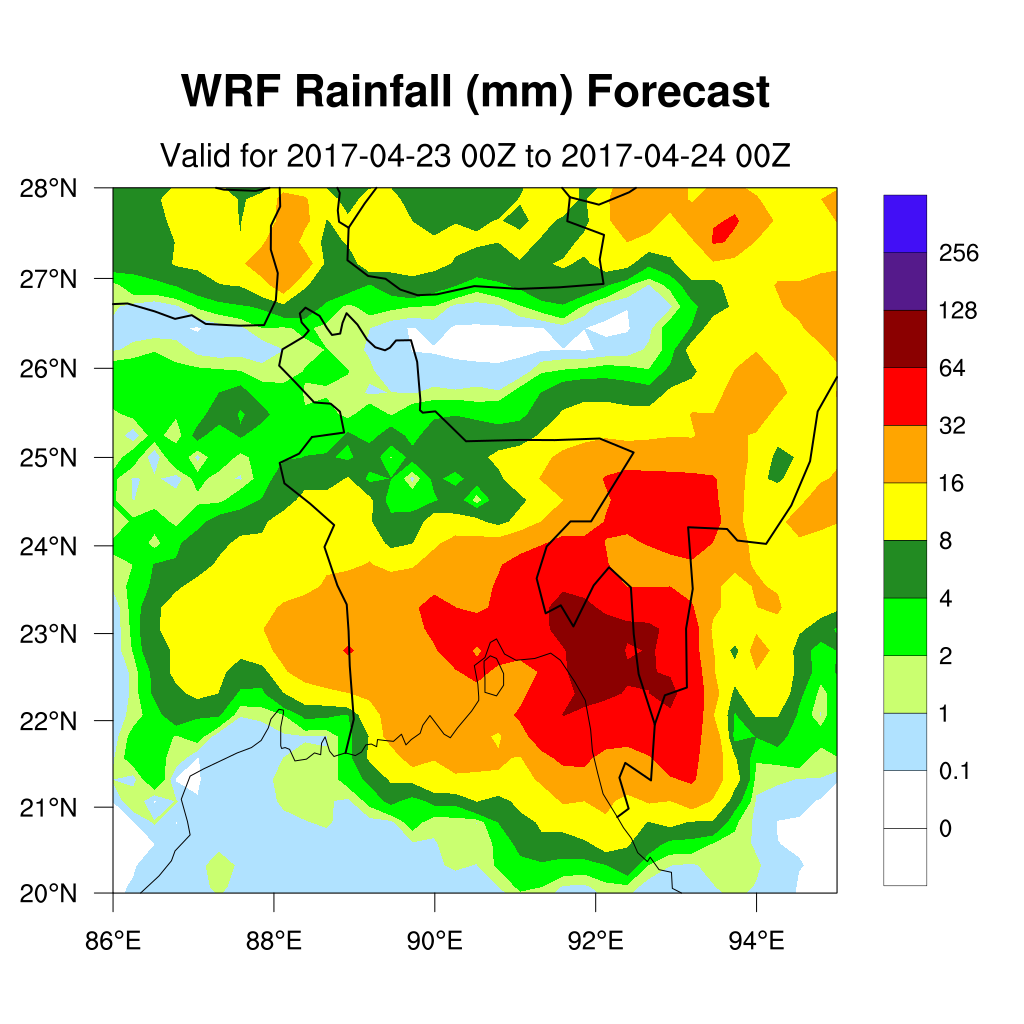 WRF Rainfall (mm) Forecast
Valid for 2017-04-23 00Z to 2017-04-24 00Z
28°N
27°N
26°N
25°N
24°N
23°N
22°N
21°N
20°N
86°E
88°E
90°E
92°E
94°E
256
128
64
32
16
8
4
2
1
0.1
0